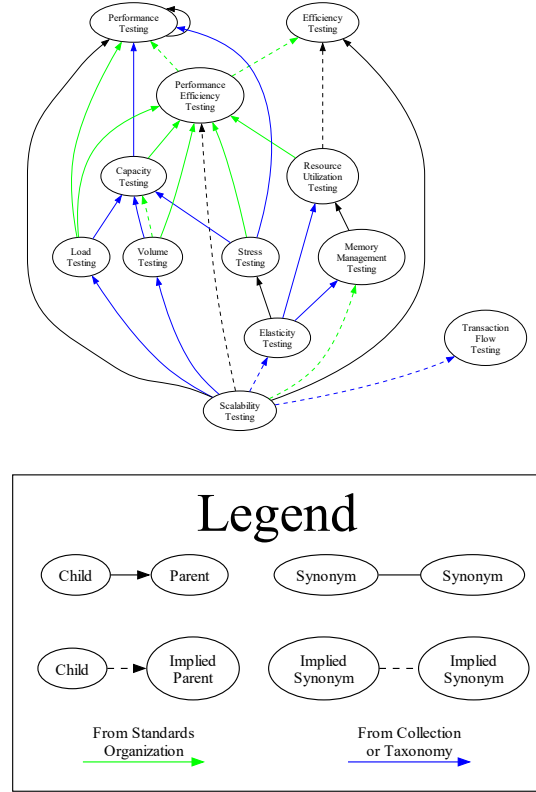 Performance
Testing
Efficiency
Testing
Performance
Efficiency
Testing
Capacity
Testing
Resource
Utilization
Testing
Load
Testing
Volume
Testing
Stress
Testing
Memory
Management
Testing
Elasticity
Testing
Transaction
Flow
Testing
Scalability
Testing
Legend
Child
Parent
Synonym
Synonym
Child
Implied
Parent
Implied
Synonym
Implied
Synonym
From Standards
Organization
From Collection
or Taxonomy